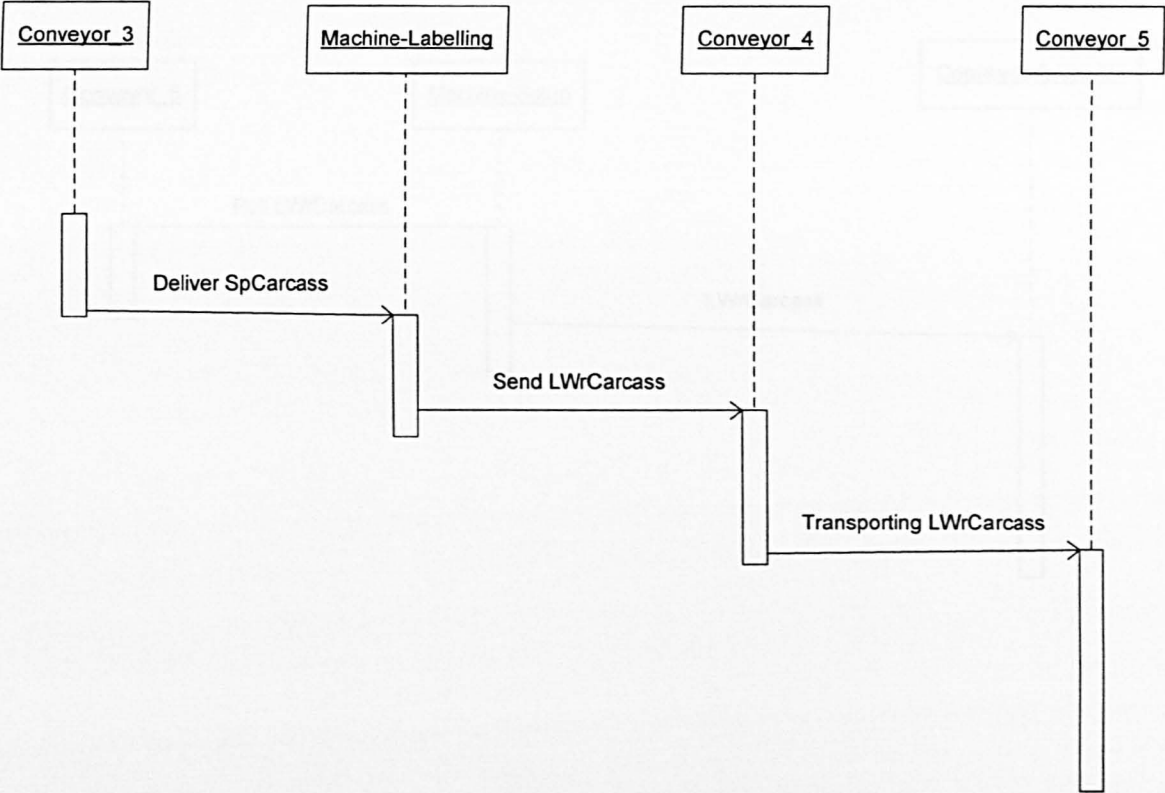 Conveyor_3
Machine-Labelling
Conveyor_4
Conveyor_5
Deliver SpCarcass
Send LWrCarcass
Transporting LWrCarcass